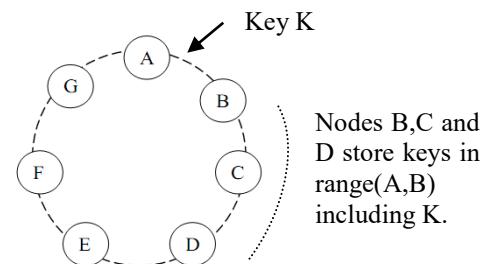 Key K
A
G
B
F
C
E
D
Nodes B,C and
D store keys in
range(A,B)
including K.